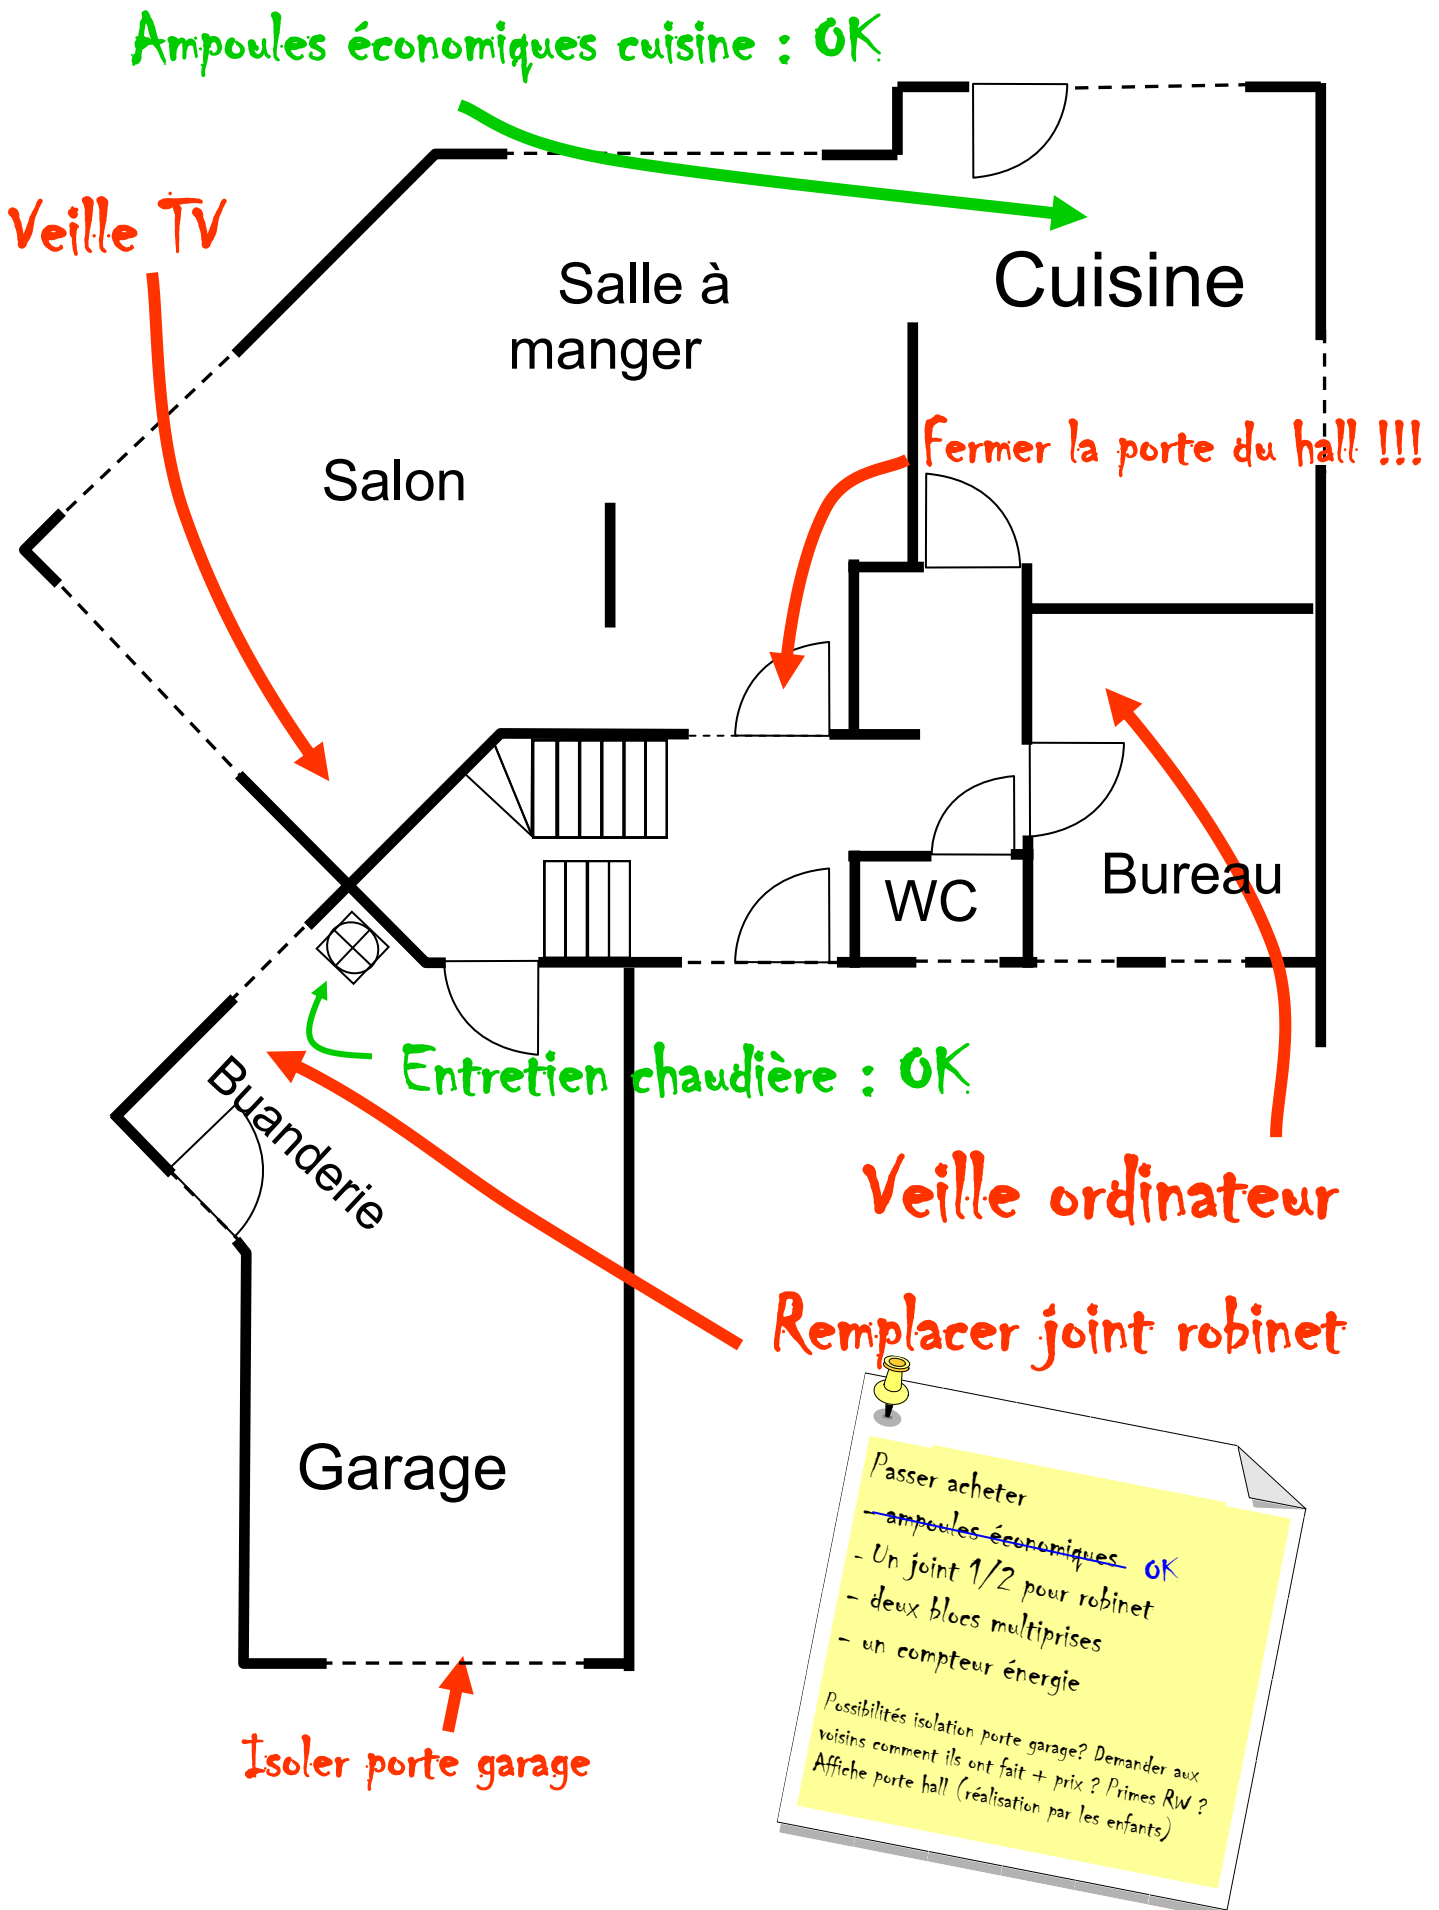 Ampoules économiques cuisine : OK
Veille TV
Salle à
manger
Cuisine
Fermer la porte du hall !!!
Salon
Bureau
WC
Entretien chaudière : OK
Buanderie
Veille ordinateur
Remplacer joint robinet
Garage
Isoler porte garage
Passer acheter
- ampoules économiques OK
- Un joint 1/2 pour robinet
- deux blocs multiprises
- un compteur énergie
Possibilités isolation porte garage? Demander aux
voisins comment ils ont fait + prix ? Primes RW ?
Affiche porte hall (réalisation par les enfants)